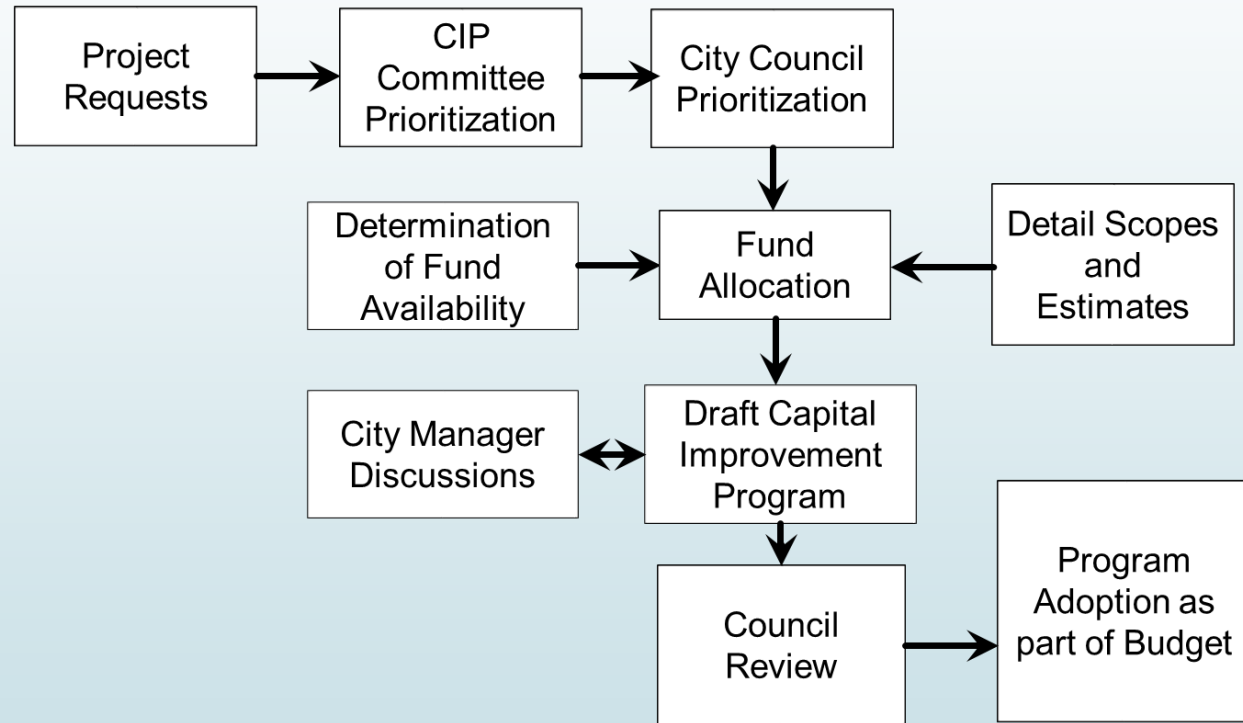 Project
Requests
CIP
Committee
Prioritization
City Council
Prioritization
Determination
of Fund
Availability
Fund
Allocation
Detail Scopes
and
Estimates
City Manager
Discussions
Draft Capital
Improvement
Program
Council
Review
Program
Adoption as
part of Budget